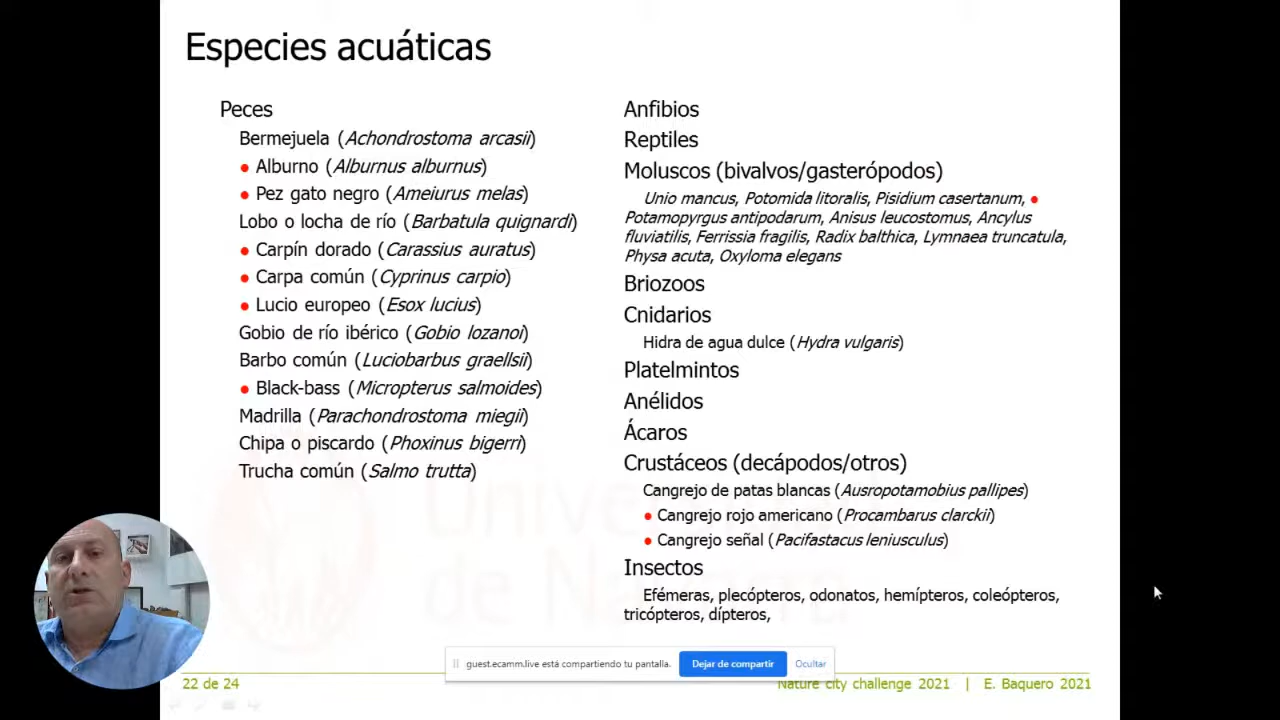 Especies acuáticas
Peces
Bermejuela (Achondrostoma arcasii)
• Alburno (Alburnus alburnus)
• Pez gato negro (Ameiurus melas)
Lobo o locha de río (Barbatula quignardi)
• Carpín dorado (Carassius auratus)
• Carpa común (Cyprinus carpio)
• Lucio europeo (Esox lucius)
Gobio de río ibérico (Gobio lozanoi)
Barbo común (Luciobarbus graellsii)
• Black-bass (Micropterus salmoides)
Madrilla (Parachondrostoma miegii)
Chipa o piscardo (Phoxinus bigerri)
Trucha común (Salmo trutta)
Anfibios
Reptiles
Moluscos (bivalvos/gasterópodos)
Unio mancus, Potomida litoralis, Pisidium casertanum, •
Potamopyrgus antipodarum, Anisus leucostomus, Ancylus
fluviatilis, Ferrissia fragilis, Radix balthica, Lymnaea truncatula,
Physa acuta, Oxyloma elegans
Briozoos
Cnidarios
Hidra de agua dulce (Hydra vulgaris)
Platelmintos
Anélidos
Ácaros
Crustáceos (decápodos/otros)
Cangrejo de patas blancas (Ausropotamobius pallipes)
• Cangrejo rojo americano (Procambarus clarckii)
• Cangrejo señal (Pacifastacus leniusculus)
Insectos
Efémeras, plecópteros, odonatos, hemípteros, coleópteros,
tricópteros, dípteros,
guest.ecamm.live está compartiendo tu pantalla.
Dejar de compartir
Ocultar
22 de 24
Nature city challenge 2021 | E. Baquero 2021